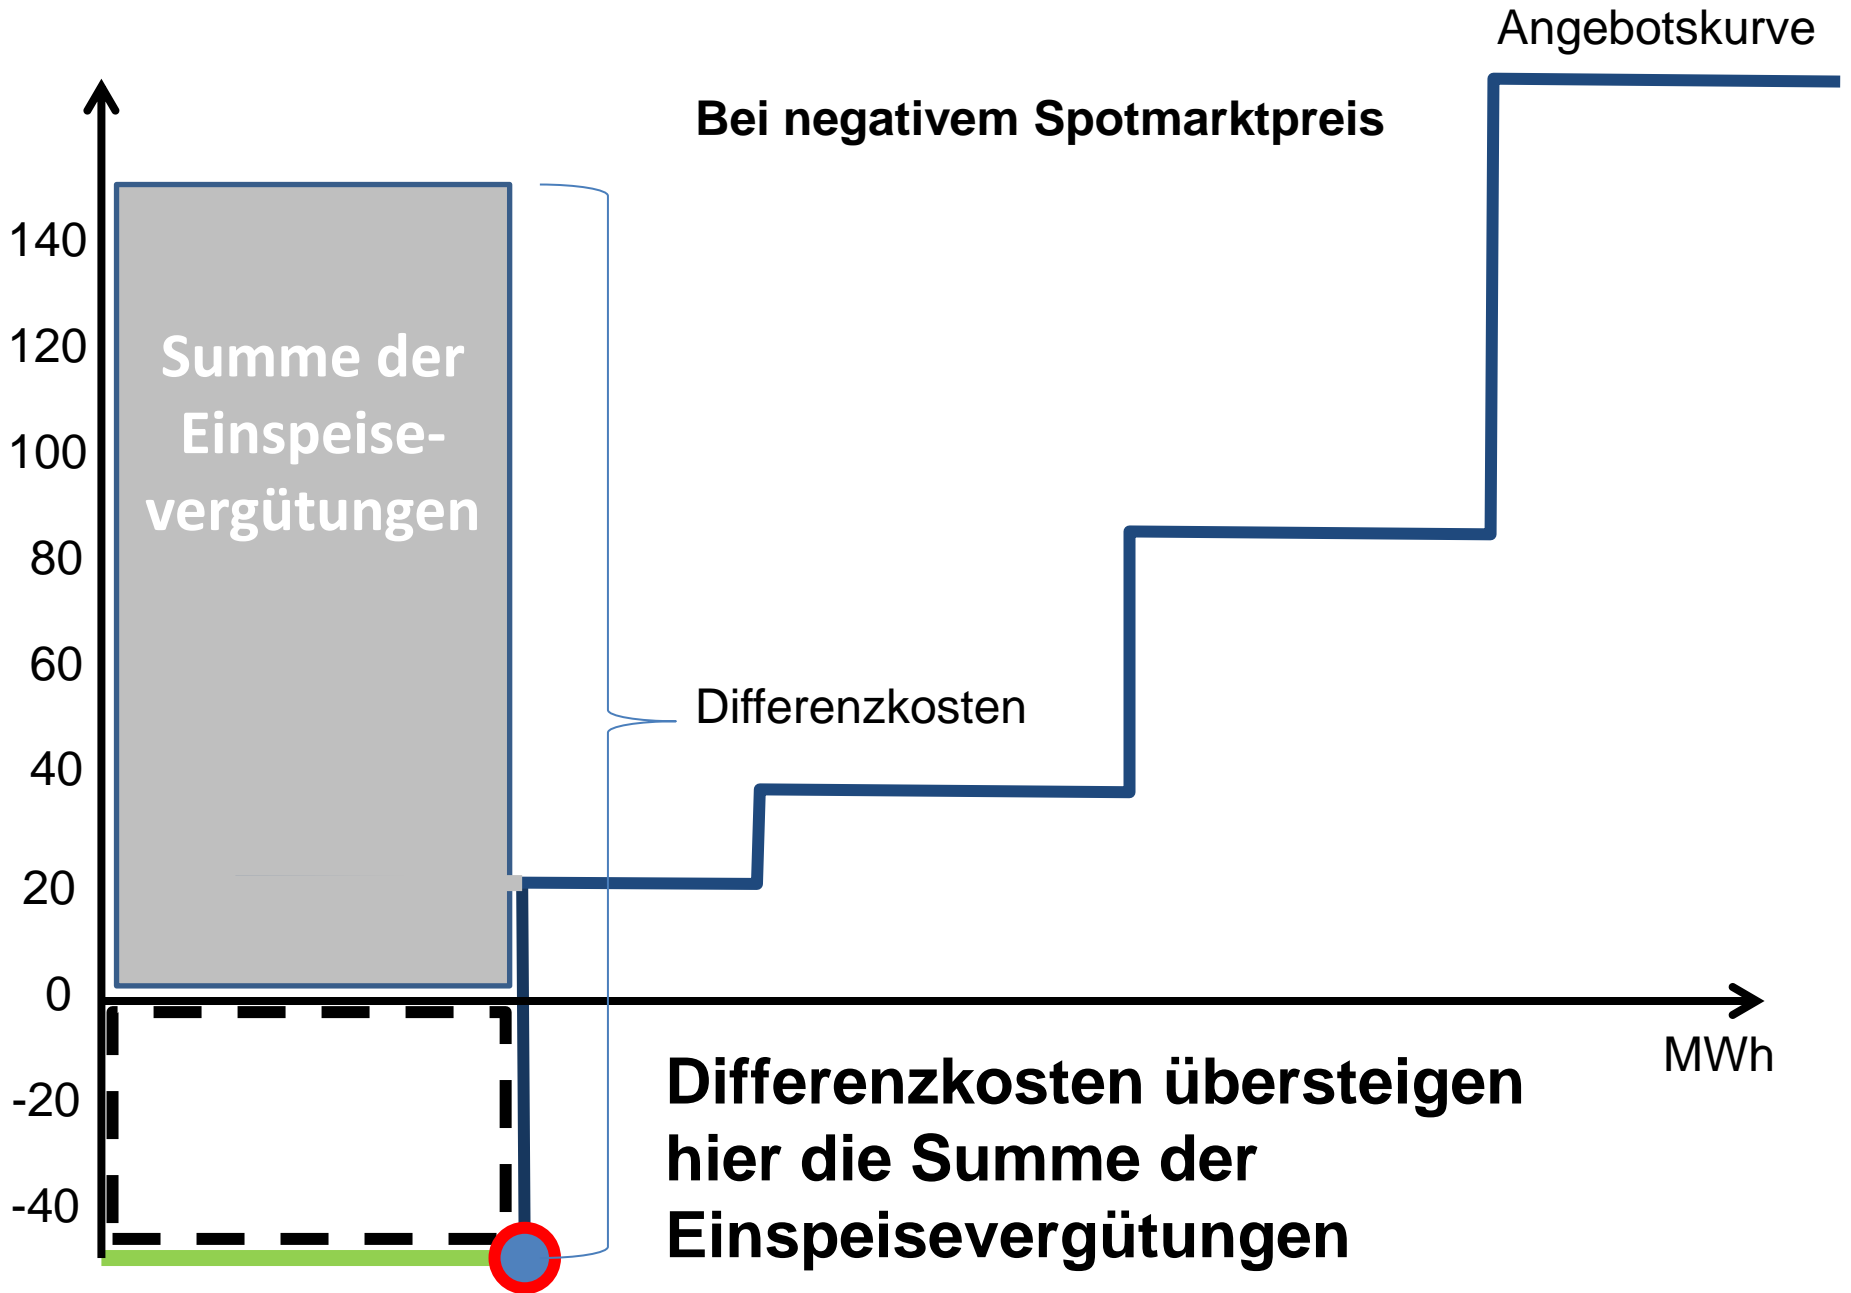 Angebotskurve
Bei negativem Spotmarktpreis
140
120
100
80
60
40
20
0
-20
-40
Summe der
Einspeise-
vergütungen
Differenzkosten
MWh
Differenzkosten übersteigen
hier die Summe der
Einspeisevergütungen